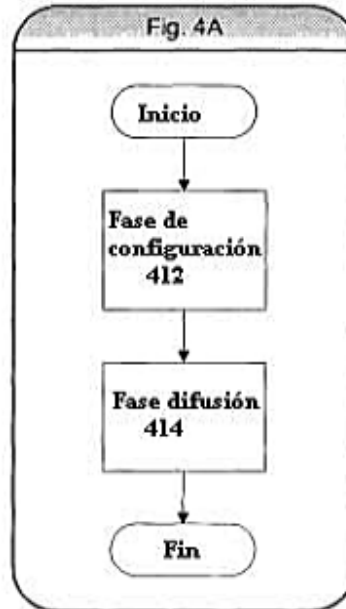 Fig. 4A
Inicio
Fase de
configuración
412
Fase difusión
414
Fin